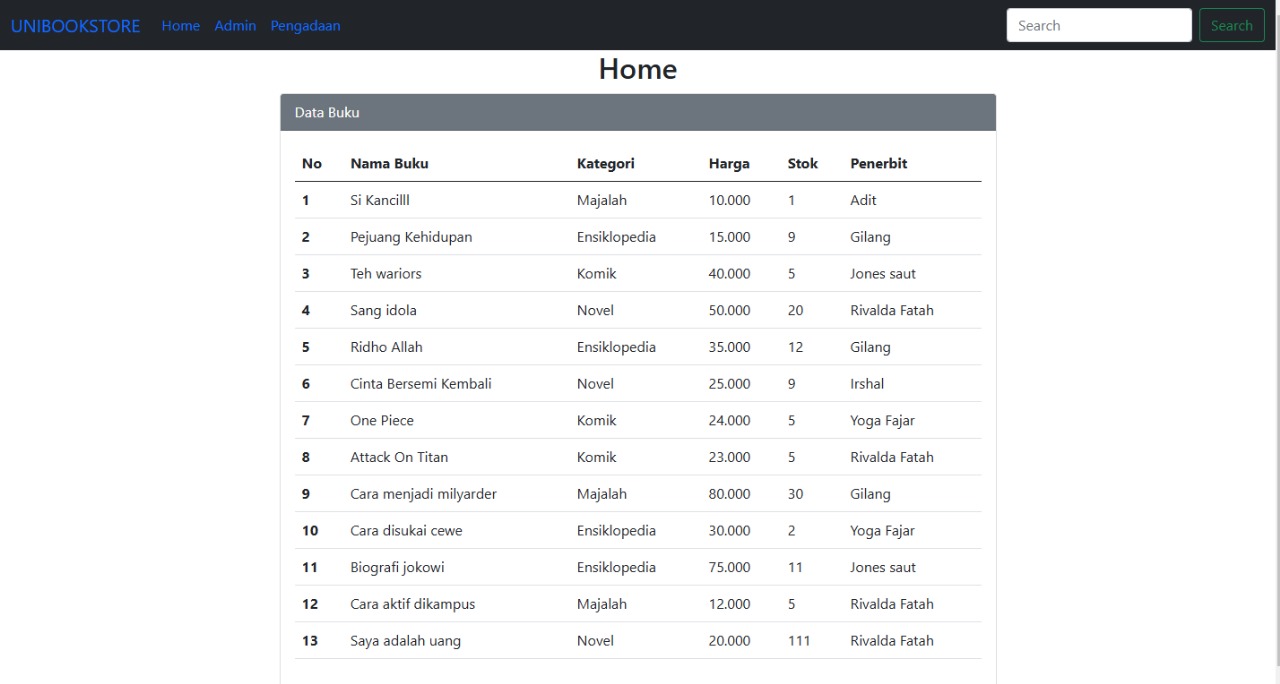 UNIBOOKSTORE Home Admin Pengadaan Search Search
Home
Data Buku
No Nama Buku Kategori Harga Stok Penerbit
1 Si Kancilll Majalah 10.000 1 Adit
2 Pejuang Kehidupan Ensiklopedia 15.000 9 Gilang
3 Teh wariors Komik 40.000 5 Jones saut
4 Sang idola Novel 50.000 20 Rivalda Fatah
5 Ridho Allah Ensiklopedia 35.000 12 Gilang
6 Cinta Bersemi Kembali Novel 25.000 9 Irshal
7 One Piece Komik 24.000 5 Yoga Fajar
8 Attack On Titan Komik 23.000 5 Rivalda Fatah
9 Cara menjadi milyarder Majalah 80.000 30 Gilang
10 Cara disukai cewe Ensiklopedia 30.000 2 Yoga Fajar
11 Biografi jokowi Ensiklopedia 75.000 11 Jones saut
12 Cara aktif dikampus Majalah 12.000 5 Rivalda Fatah
13 Saya adalah uang Novel 20.000 111 Rivalda Fatah